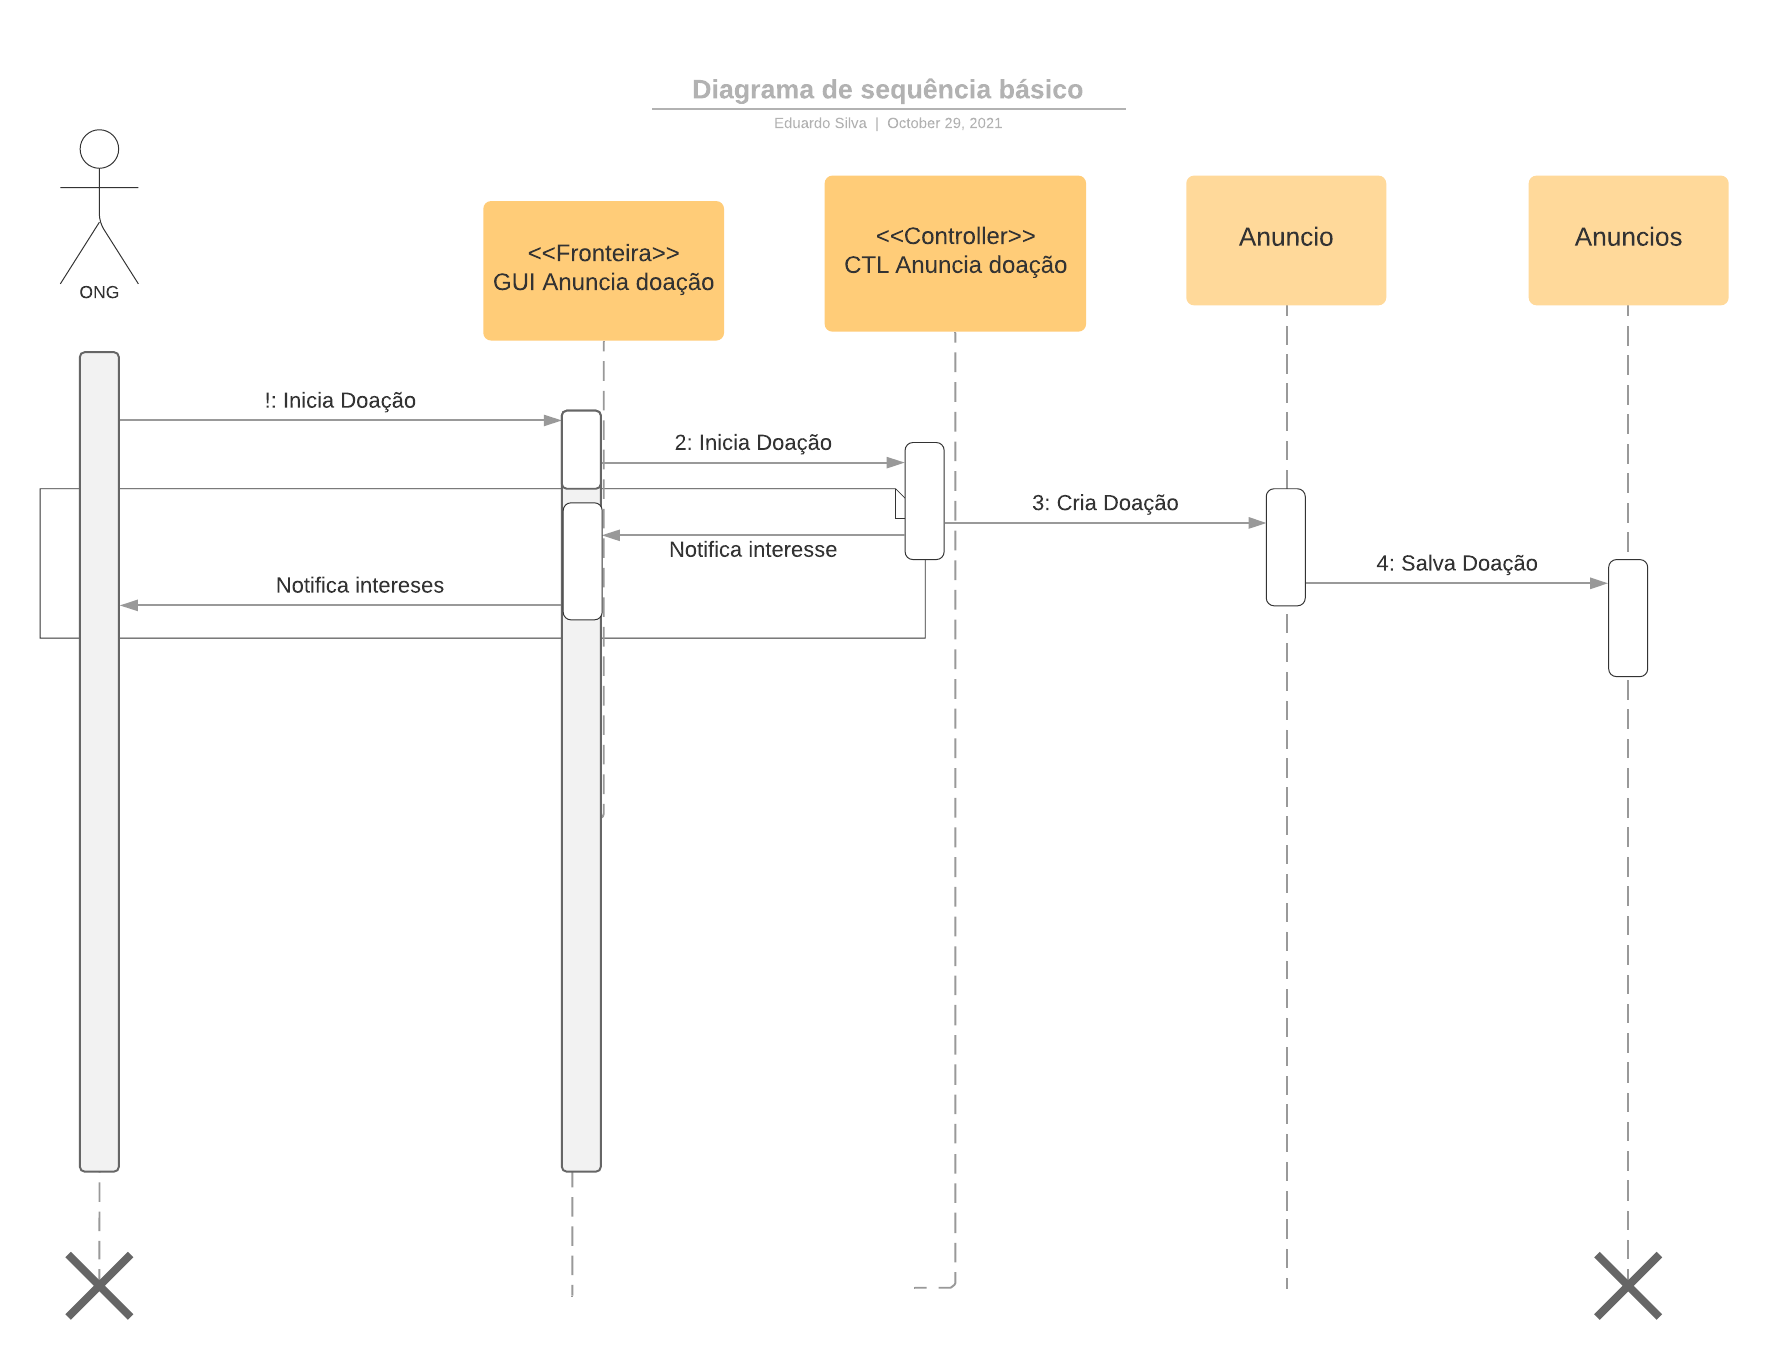 Diagrama de sequência básico
Eduardo Silva | October 29, 2021
ONG
<<Fronteira>>
GUI Anuncia doação
<<Controller>>
CTL Anuncia doação
Anuncio
Anuncios
!: Inicia Doação
2: Inicia Doação
3: Cria Doação
Notifica interesse
4: Salva Doação
Notifica intereses